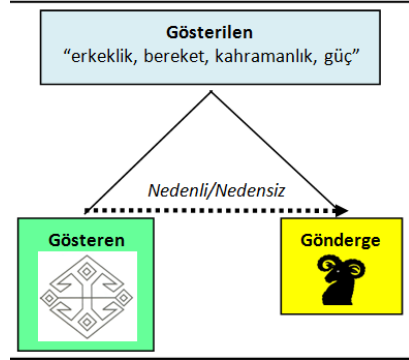 Gösterilen
“erkeklik, bereket, kahramanlık, güç”
Nedenli/Nedensiz
Gösteren
Gönderge